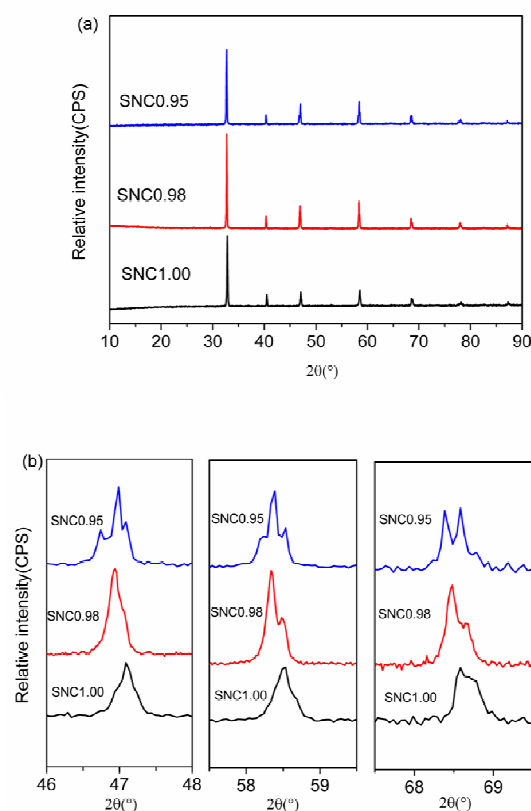 (a)
SNC0.95
SNC0.98
SNC1.00
Relative intensity(CPS)
10 20 30 40 50 60 70 80 90
2θ(°)
(b)
SNC0.95
SNC0.98
SNC1.00
Relative intensity(CPS)
46 47 48
2θ(°)
SNC0.95
SNC0.98
SNC1.00
58 59
2θ(°)
SNC0.95
SNC0.98
SNC1.00
68 69
2θ(°)